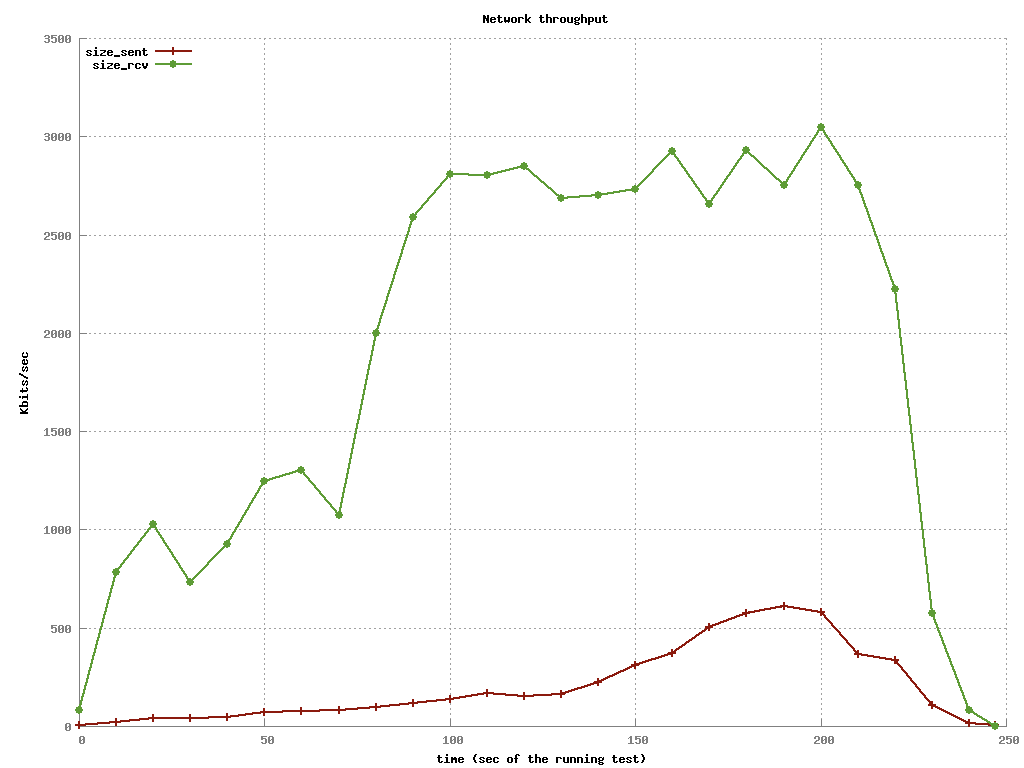 Network throughput
3500
size_sent
size_rcv
3000
2500
2000
Kbits/sec
1500
1000
500
0
0 50 100 150 200 250
time (sec of the running test)